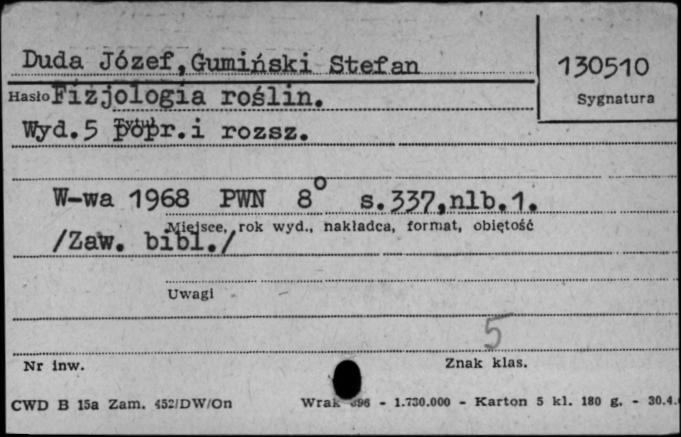 Duda Józef,Gumiński Stefan
130510
Hasło Fizjologia roślin.
Sygnatura
Wyd.5 popr.i rozsz.
Tytuł
W-wa 1968 PWN 8° s.337,nlb.1.
Miejsce, rok wyd., nakładca, format, objętość
/Zaw. bibl./
Uwagi
5
Nr inw.
Znak klas.
CWD B 15a Zam. 452/DW/On Wrak - 1.730.000 - Karton 5 kl. 180 g. - 30.4.